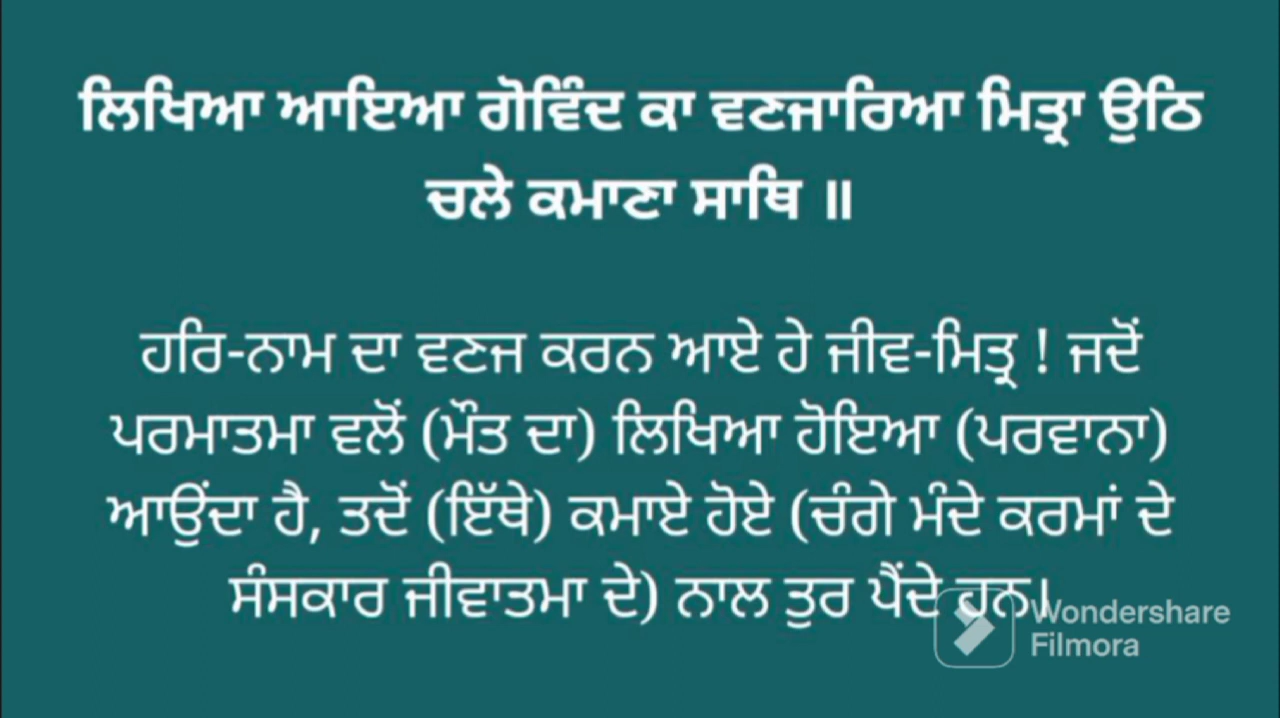 ਲਿਖਿਆ ਆਇਆ ਗੋਵਿੰਦ ਕਾ ਵਣਜਾਰਿਆ ਮਿਤ੍ਰਾ ਉਠਿ
ਚਲੇ ਕਮਾਣਾ ਸਾਥਿ ॥
ਹਰਿ-ਨਾਮ ਦਾ ਵਣਜ ਕਰਨ ਆਏ ਹੇ ਜੀਵ-ਮਿਤ੍ਰ ! ਜਦੋਂ
ਪਰਮਾਤਮਾ ਵਲੋਂ (ਮੌਤ ਦਾ) ਲਿਖਿਆ ਹੋਇਆ (ਪਰਵਾਨਾ)
ਆਉਂਦਾ ਹੈ, ਤਦੋਂ (ਇੱਥੇ) ਕਮਾਏ ਹੋਏ (ਚੰਗੇ ਮੰਦੇ ਕਰਮਾਂ ਦੇ
ਸੰਸਕਾਰ ਜੀਵਾਤਮਾ ਦੇ) ਨਾਲ ਤੁਰ ਪੈਂਦੇ ਹਨ।
Wondershare
Filmora